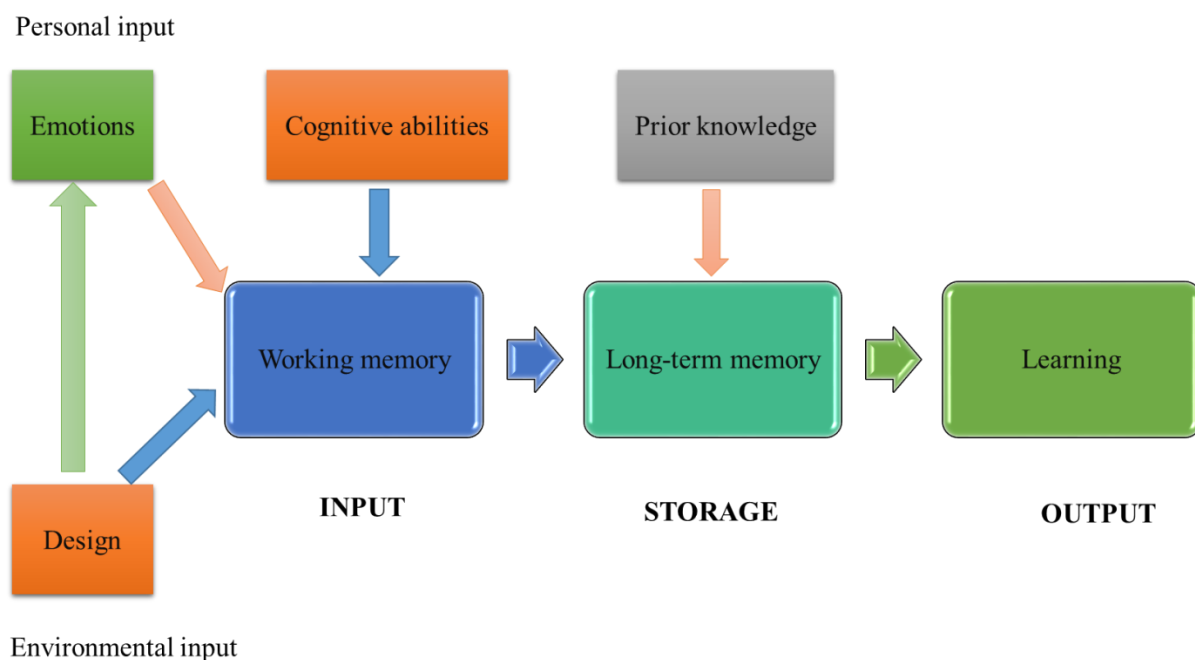 Personal input
Emotions
Cognitive abilities
Prior knowledge
Working memory
Long-term memory
Learning
INPUT
STORAGE
OUTPUT
Design
Environmental input